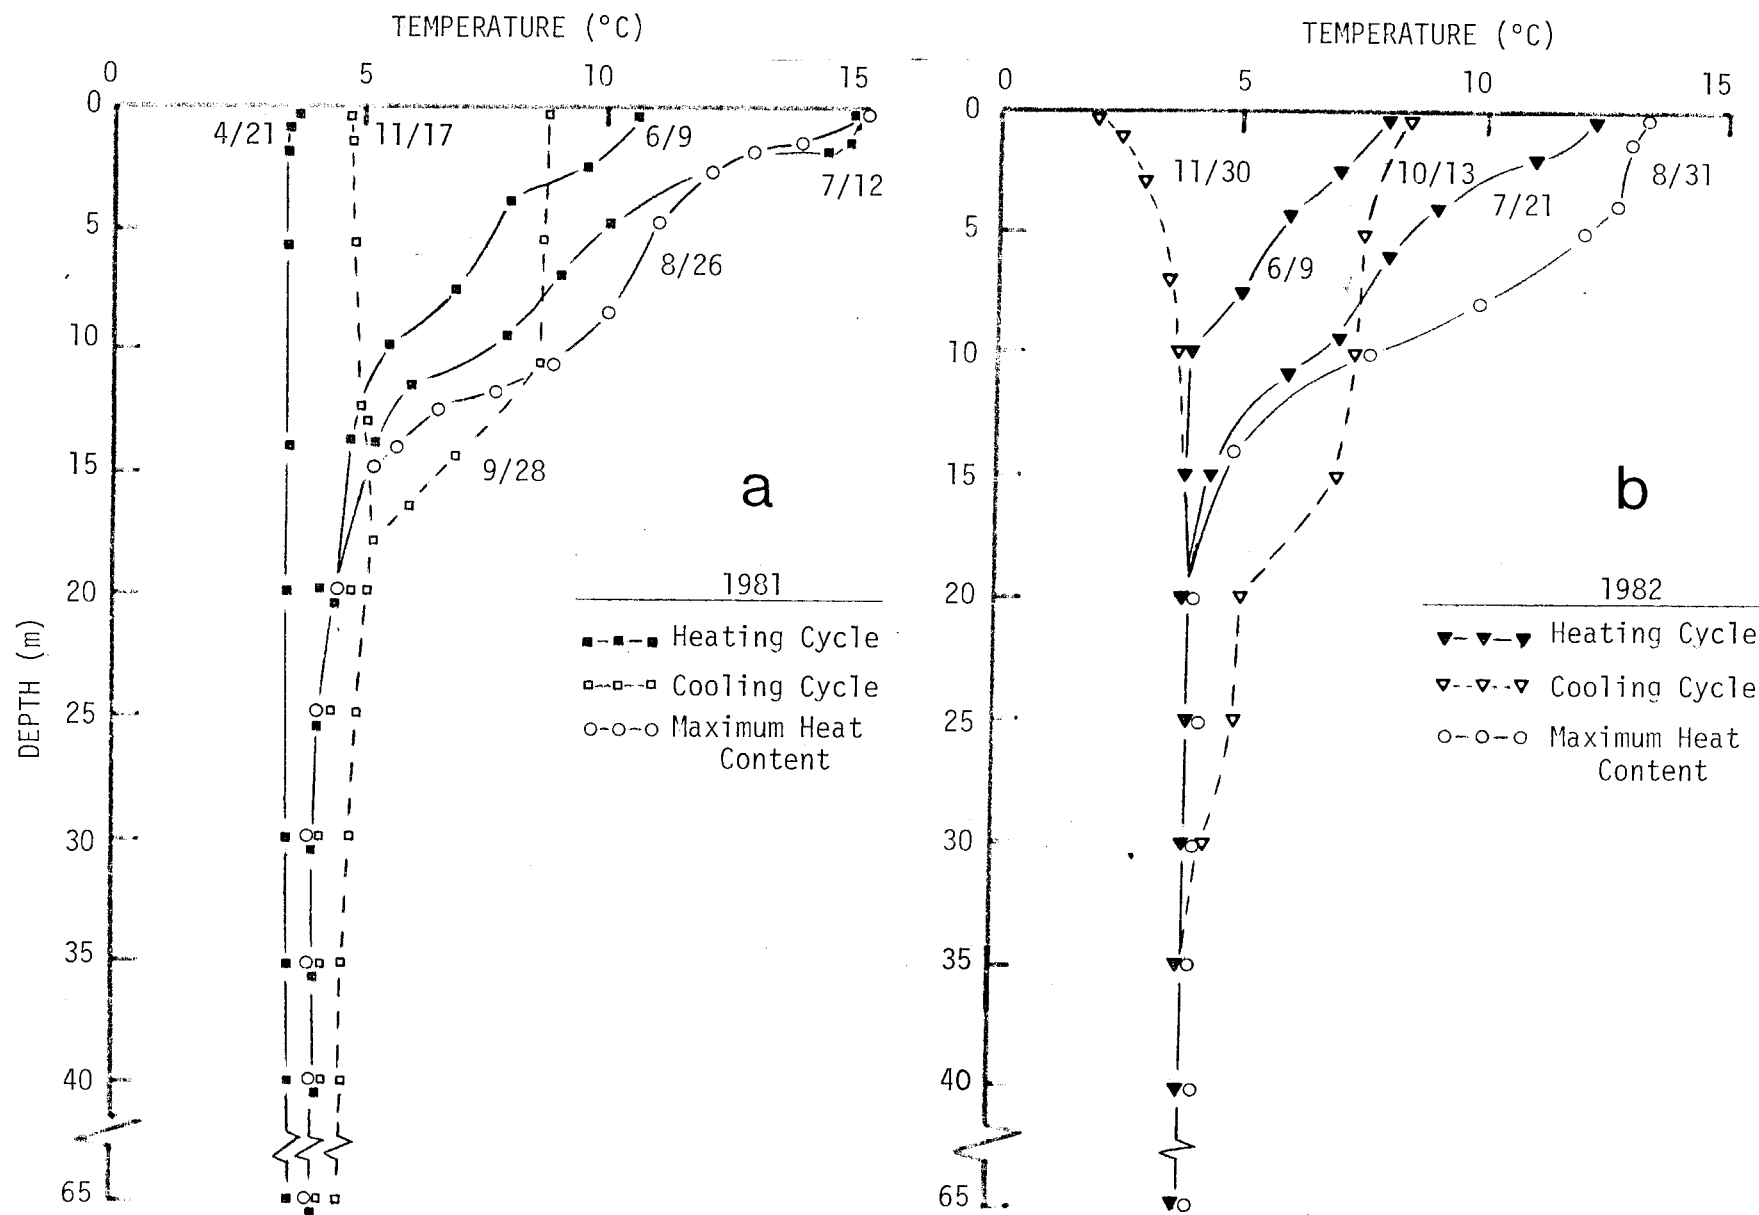 TEMPERATURE (°C)
0 5 10 15
0
5
10
15
20
25
30
35
40
65
DEPTH (m)
4/21
11/17
6/9
7/12
8/26
9/28
a
1981
Heating Cycle
Cooling Cycle
Maximum Heat
Content
TEMPERATURE (°C)
0 5 10 15
0
5
10
15
20
25
30
35
40
65
11/30
6/9
10/13
7/21
8/31
b
1982
Heating Cycle
Cooling Cycle
Maximum Heat
Content